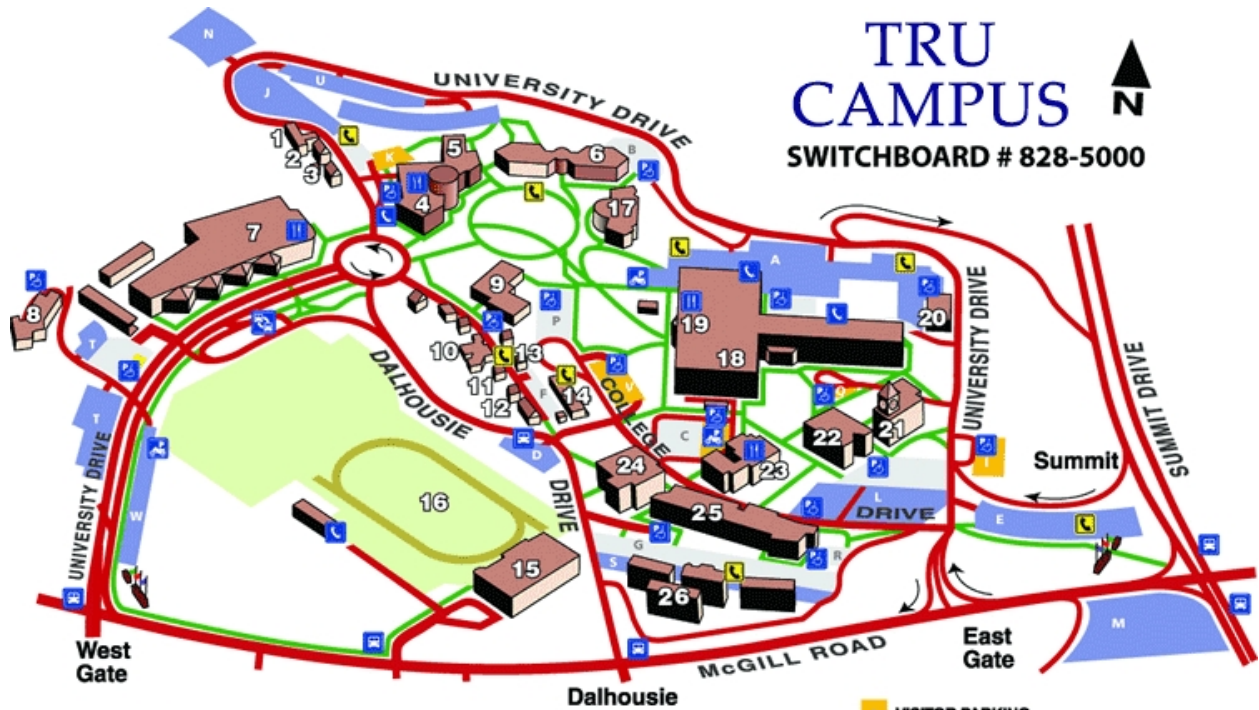 TRU
CAMPUS
N
SWITCHBOARD # 828-5000
N
U
J
UNIVERSITY DRIVE
1
2
3
K
5
4
6
B
17
7
8
9
A
P
19
18
20
T
T
10
11
12
13
14
F
V
COLLEGE
DALHOUSIE
DRIVE
D
C
22
21
23
24
25
L
DRIVE
UNIVERSITY DRIVE
SUMMIT DRIVE
Summit
E
I
16
15
W
UNIVERSITY DRIVE
G
S
R
26
M
West
Gate
McGILL ROAD
East
Gate
Dalhousie
VISITOR PARKING